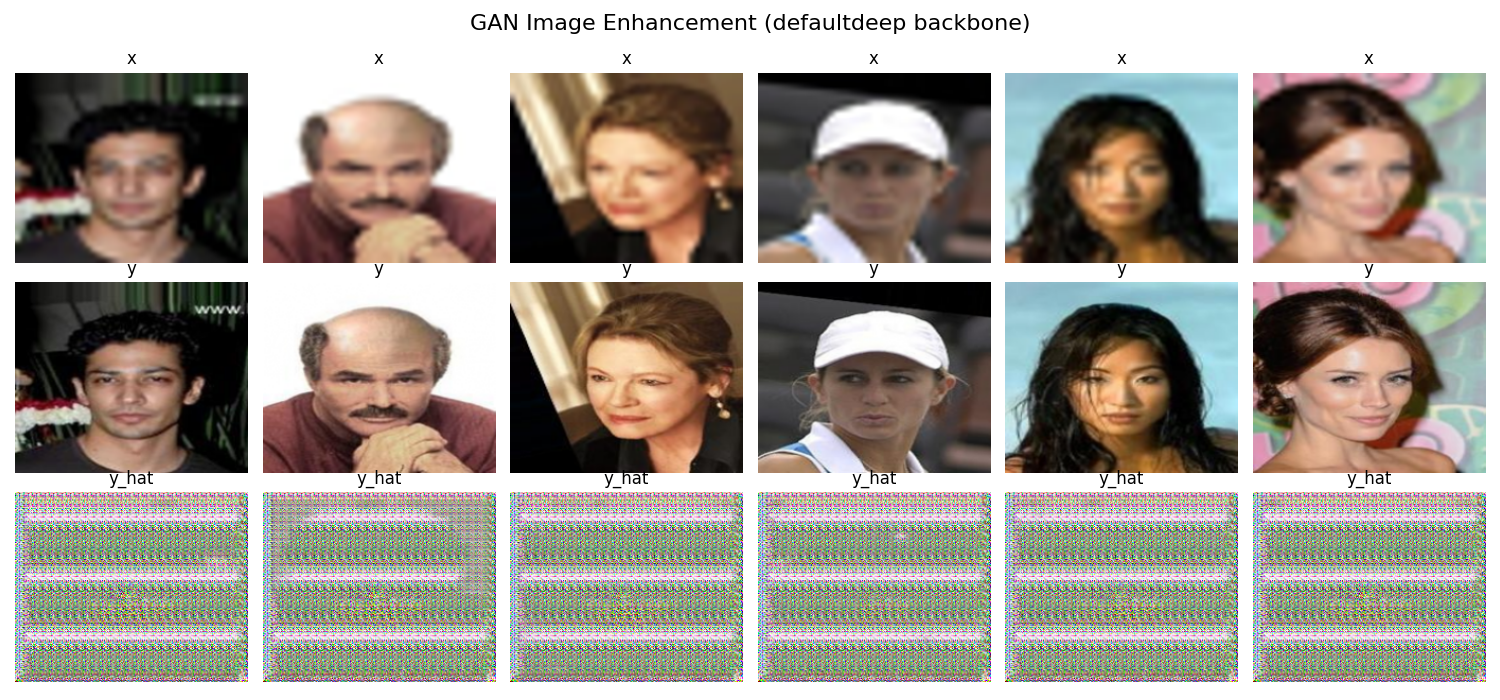 GAN Image Enhancement (defaultdeep backbone)
x x x x x x
y y y y y y
www.
y_hat y_hat y_hat y_hat y_hat y_hat